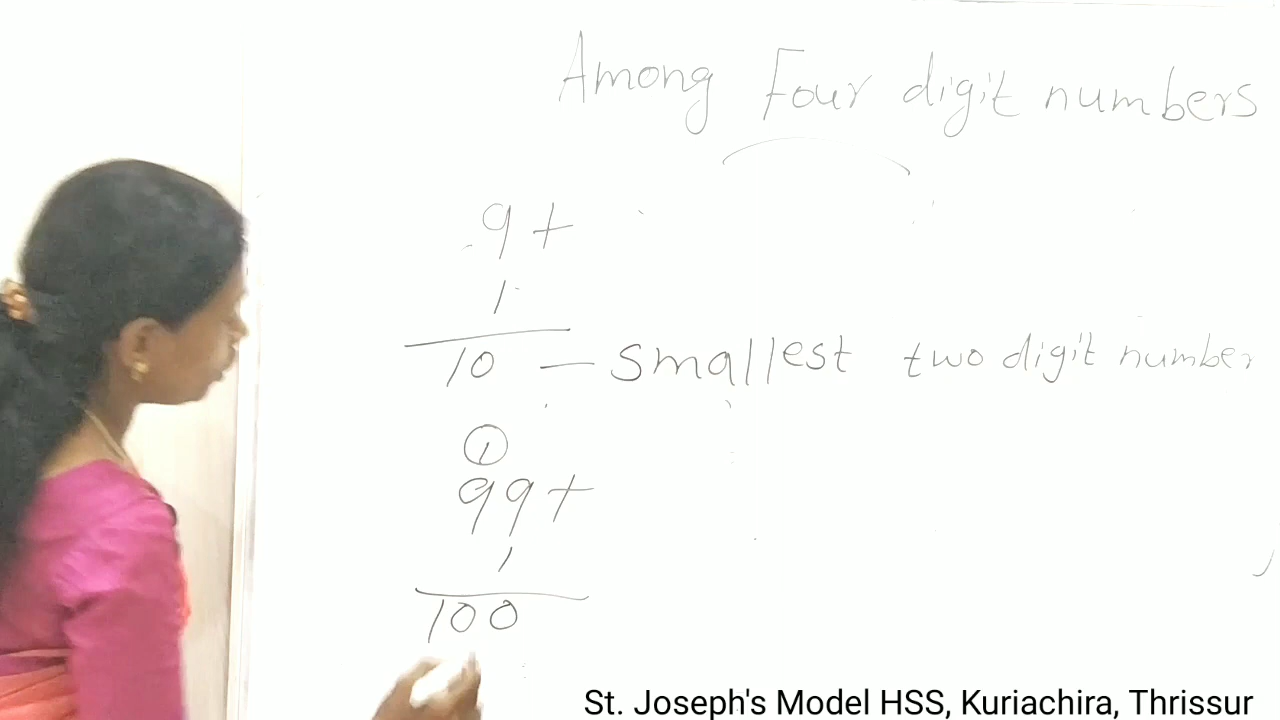 Among Four digit numbers
9 +
1
10 — smallest two digit number
1
99 +
1
100
St. Joseph's Model HSS, Kuriachira, Thrissur